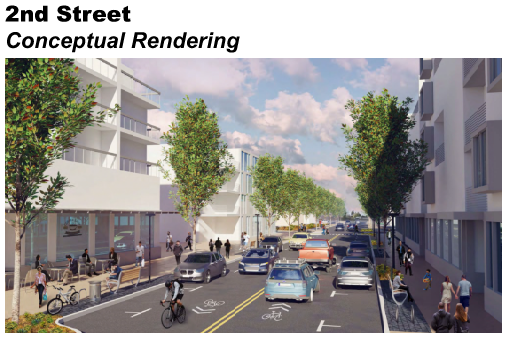 2nd Street
Conceptual Rendering